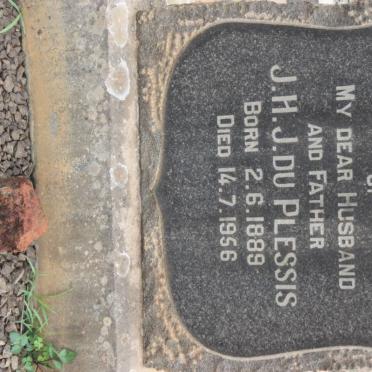 MY DEAR HUSBAND
AND FATHER
J.H.J. DU PLESSIS
BORN 2.6.1889
DIED 14.7.1956